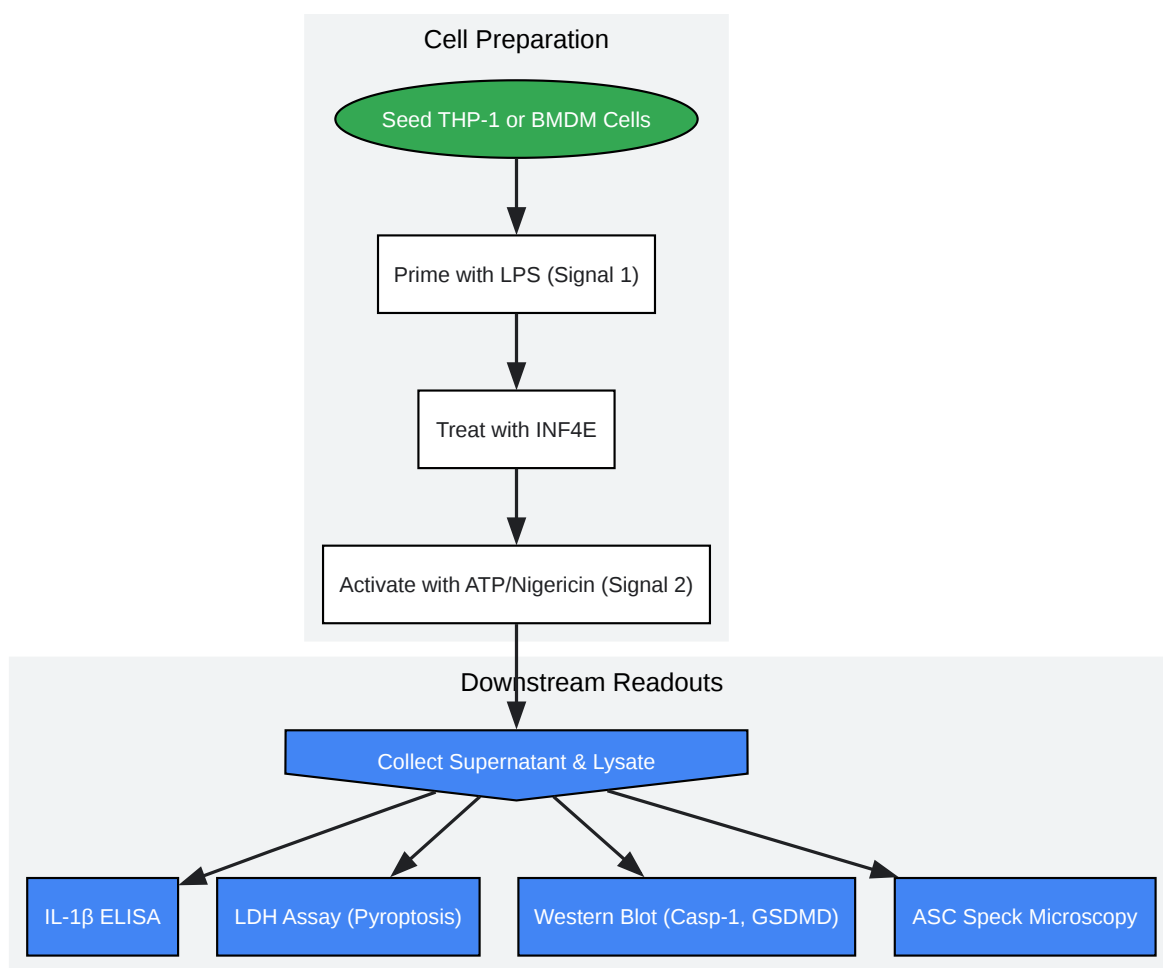 Cell Preparation
Seed THP-1 or BMDM Cells
Prime with LPS (Signal 1)
Treat with INF4E
Activate with ATP/Nigericin (Signal 2)
Downstream Readouts
Collect Supernatant & Lysate
IL-1β ELISA
LDH Assay (Pyroptosis)
Western Blot (Casp-1, GSDMD)
ASC Speck Microscopy